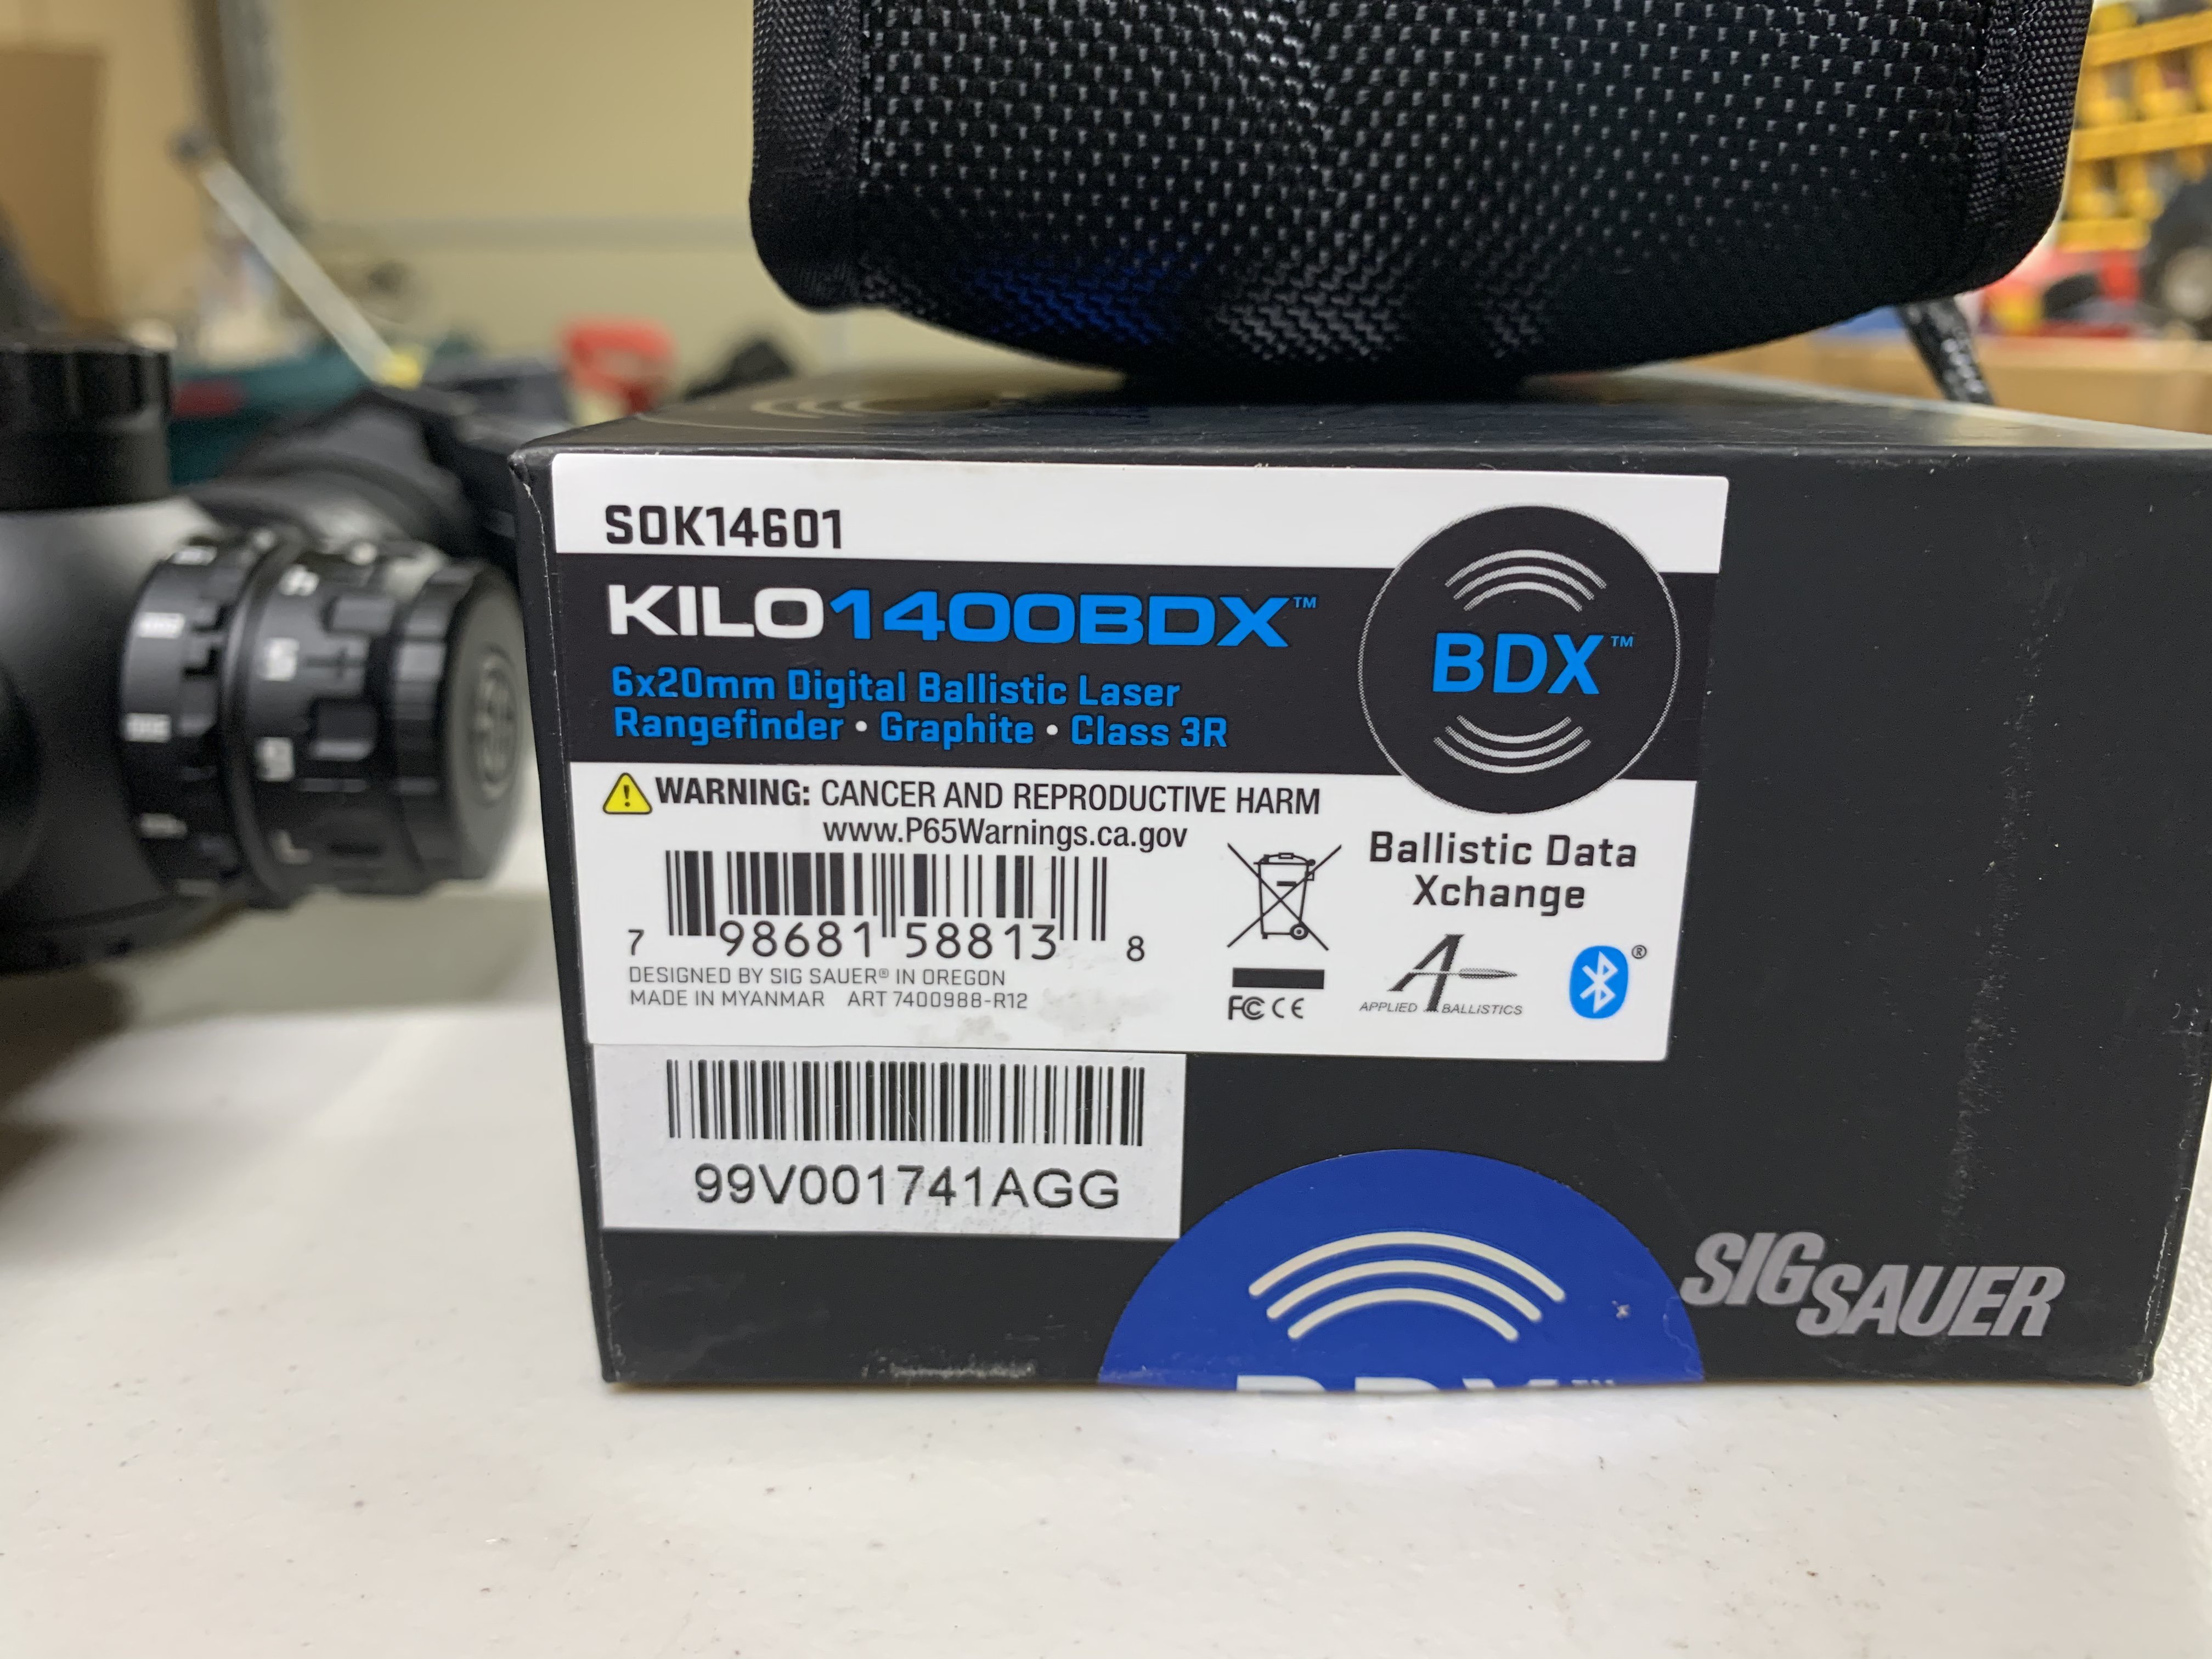 SOK14601
KILO1400BDX™
6x20mm Digital Ballistic Laser
Rangefinder • Graphite • Class 3R
BDX™
WARNING: CANCER AND REPRODUCTIVE HARM
www.P65Warnings.ca.gov
7 98681 58813 8
DESIGNED BY SIG SAUER® IN OREGON
MADE IN MYANMAR ART 7400988-R12
Ballistic Data
Xchange
FC CE
APPLIED BALLISTICS
®
99V001741AGG
SIG SAUER